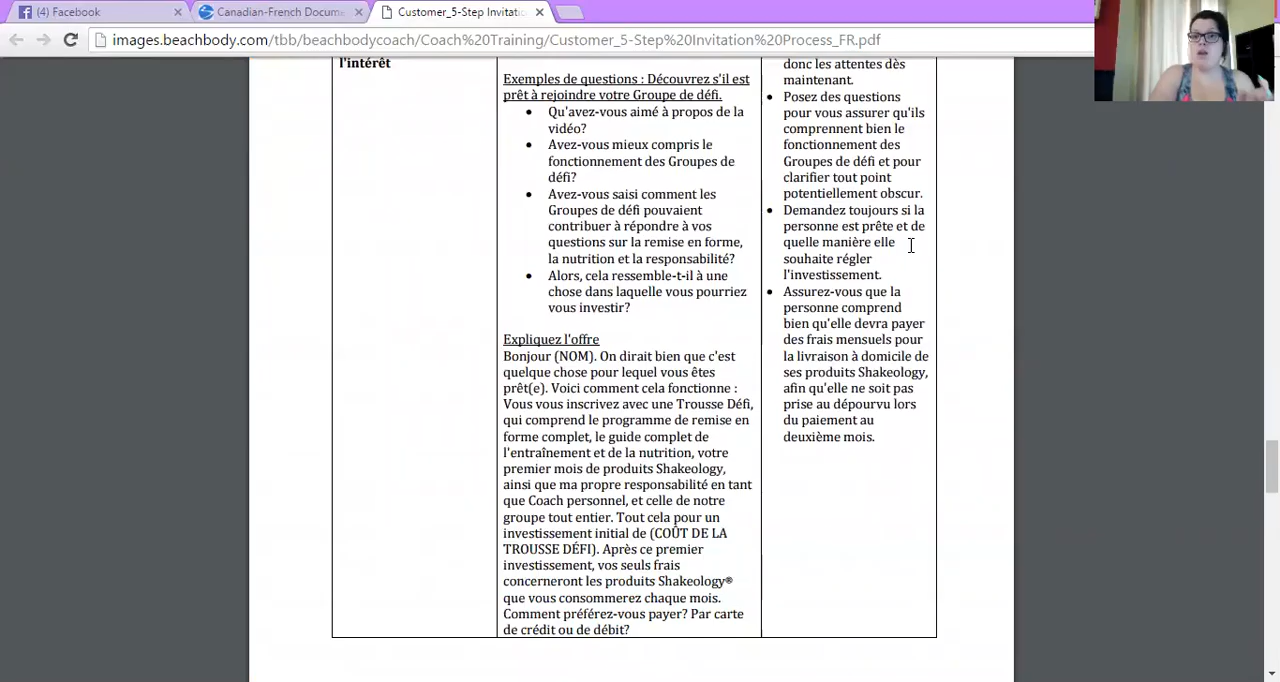 Facebook
Canadian-French Docume
Customer_5-Step Invitati
images.beachbody.com/tbb/beachbodycoach/Coach%20Training/Customer_5-Step%20Invitation%20Process_FR.pdf
l'intérêt
Exemples de questions : Découvrez s'il est
prêt à rejoindre votre Groupe de défi.
• Qu'avez-vous aimé à propos de la
vidéo?
• Avez-vous mieux compris le
fonctionnement des Groupes de
défi?
• Avez-vous saisi comment les
Groupes de défi pouvaient
contribuer à répondre à vos
questions sur la remise en forme,
la nutrition et la responsabilité?
• Alors, cela ressemble-t-il à une
chose dans laquelle vous pourriez
vous investir?
Expliquez l'offre
Bonjour (NOM). On dirait bien que c'est
quelque chose pour lequel vous êtes
prêt(e). Voici comment cela fonctionne :
Vous vous inscrivez avec une Trousse Défi,
qui comprend le programme de remise en
forme complet, le guide complet de
l'entraînement et de la nutrition, votre
premier mois de produits Shakeology,
ainsi que ma propre responsabilité en tant
que Coach personnel, et celle de notre
groupe tout entier. Tout cela pour un
investissement initial de (COÛT DE LA
TROUSSE DÉFI). Après ce premier
investissement, vos seuls frais
concerneront les produits Shakeology®
que vous consommerez chaque mois.
Comment préférez-vous payer? Par carte
de crédit ou de débit?
donc les attentes dès
maintenant.
• Posez des questions
pour vous assurer qu'ils
comprennent bien le
fonctionnement des
Groupes de défi et pour
clarifier tout point
potentiellement obscur.
• Demandez toujours si la
personne est prête et de
quelle manière elle
souhaite régler
l'investissement.
• Assurez-vous que la
personne comprend
bien qu'elle devra payer
des frais mensuels pour
la livraison à domicile de
ses produits Shakeology,
afin qu'elle ne soit pas
prise au dépourvu lors
du paiement au
deuxième mois.